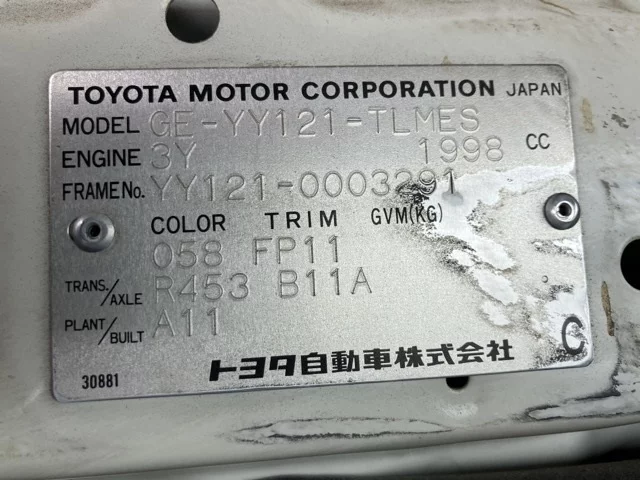 TOYOTA MOTOR CORPORATION JAPAN
MODEL GE-YY121-TLMES
ENGINE 3Y 1998 CC
FRAME No. YY121-0003291
COLOR TRIM GVM(KG)
058 FP11
TRANS./AXLE R453 B11A
PLANT/BUILT A11
30881 トヨタ自動車株式会社 C